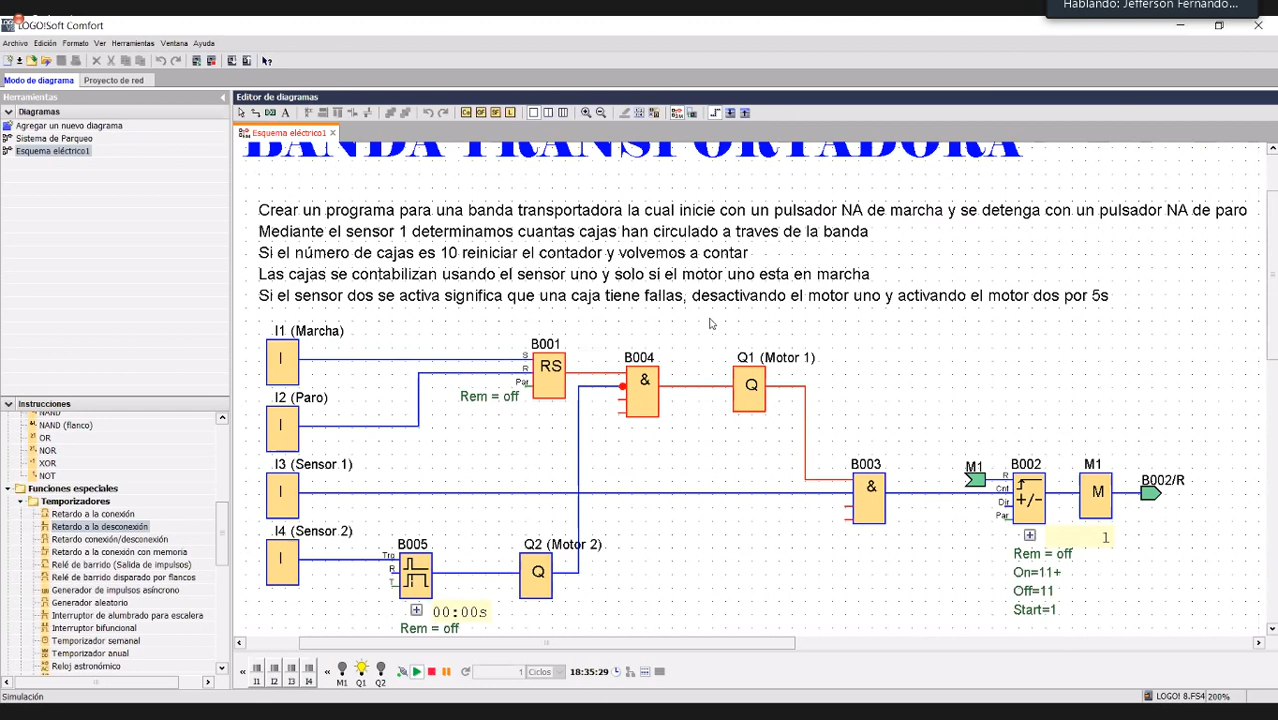 Hablando: Jefferson Fernando...
LOGO!Soft Comfort
Archivo Edición Formato Ver Herramientas Ventana Ayuda
Modo de diagrama Proyecto de red
Herramientas
Diagramas
Agregar un nuevo diagrama
Sistema de Parqueo
Esquema eléctrico1
Instrucciones
NAND
NAND (flanco)
OR
NOR
XOR
NOT
Funciones especiales
Temporizadores
Retardo a la conexión
Retardo a la desconexión
Retardo conexión/desconexión
Retardo a la conexión con memoria
Relé de barrido (Salida de impulsos)
Relé de barrido disparado por flancos
Generador de impulsos asíncrono
Generador aleatorio
Interruptor de alumbrado para escalera
Interruptor bifuncional
Temporizador semanal
Temporizador anual
Reloj astronómico
Editor de diagramas
Esquema eléctrico1
BANDA TRANSPORTADORA
Crear un programa para una banda transportadora la cual inicie con un pulsador NA de marcha y se detenga con un pulsador NA de paro
Mediante el sensor 1 determinamos cuantas cajas han circulado a traves de la banda
Si el número de cajas es 10 reiniciar el contador y volvemos a contar
Las cajas se contabilizan usando el sensor uno y solo si el motor uno esta en marcha
Si el sensor dos se activa significa que una caja tiene fallas, desactivando el motor uno y activando el motor dos por 5s
I1 (Marcha)
I
B001
S
R
Par
RS
Rem = off
B004
&
Q1 (Motor 1)
Q
I2 (Paro)
I
I3 (Sensor 1)
I
B003
&
M1
B002
R
Cnt
Dir
Par
+/-
M1
M
B002/R
1
Rem = off
On=11+
Off=11
Start=1
I4 (Sensor 2)
I
B005
Trg
R
T
Q2 (Motor 2)
Q
00:00s
Rem = off
I1 I2 I3 I4 M1 Q1 Q2
1 Ciclos 18:35:29
Simulación
LOGO! 8.FS4 200%